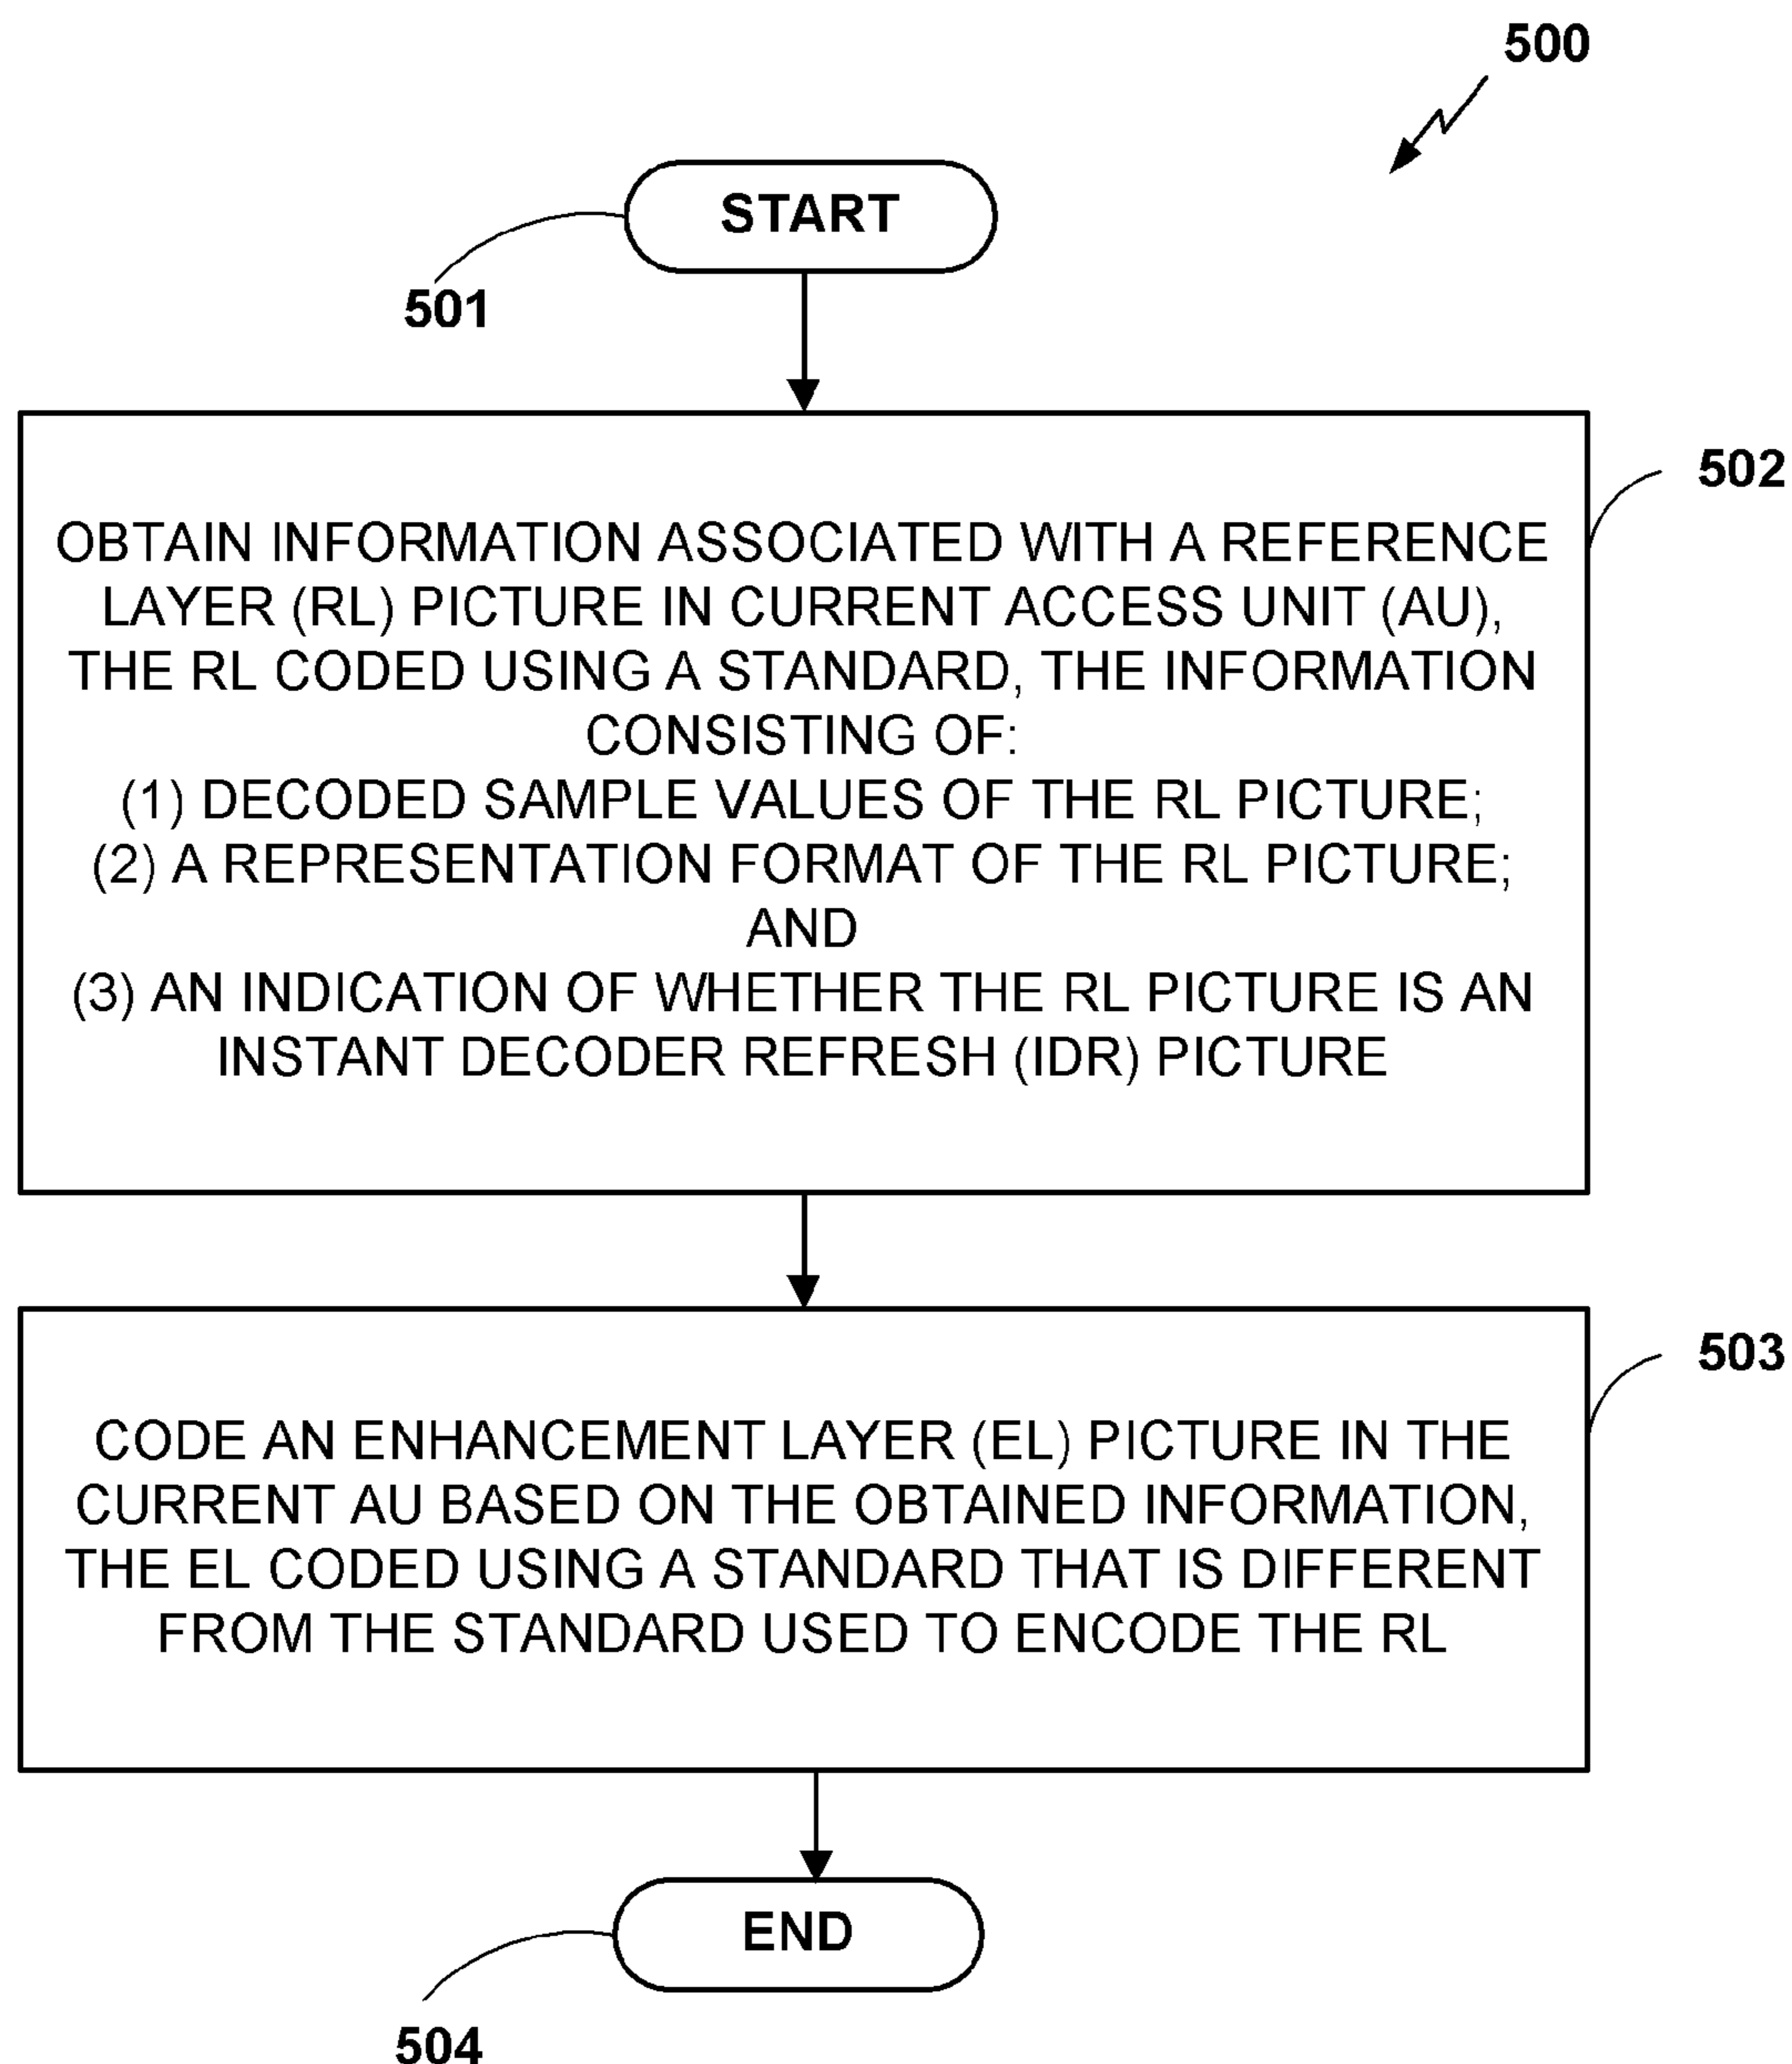 500
START
501
502
OBTAIN INFORMATION ASSOCIATED WITH A REFERENCE
LAYER (RL) PICTURE IN CURRENT ACCESS UNIT (AU),
THE RL CODED USING A STANDARD, THE INFORMATION
CONSISTING OF:
(1) DECODED SAMPLE VALUES OF THE RL PICTURE;
(2) A REPRESENTATION FORMAT OF THE RL PICTURE;
AND
(3) AN INDICATION OF WHETHER THE RL PICTURE IS AN
INSTANT DECODER REFRESH (IDR) PICTURE
503
CODE AN ENHANCEMENT LAYER (EL) PICTURE IN THE
CURRENT AU BASED ON THE OBTAINED INFORMATION,
THE EL CODED USING A STANDARD THAT IS DIFFERENT
FROM THE STANDARD USED TO ENCODE THE RL
END
504